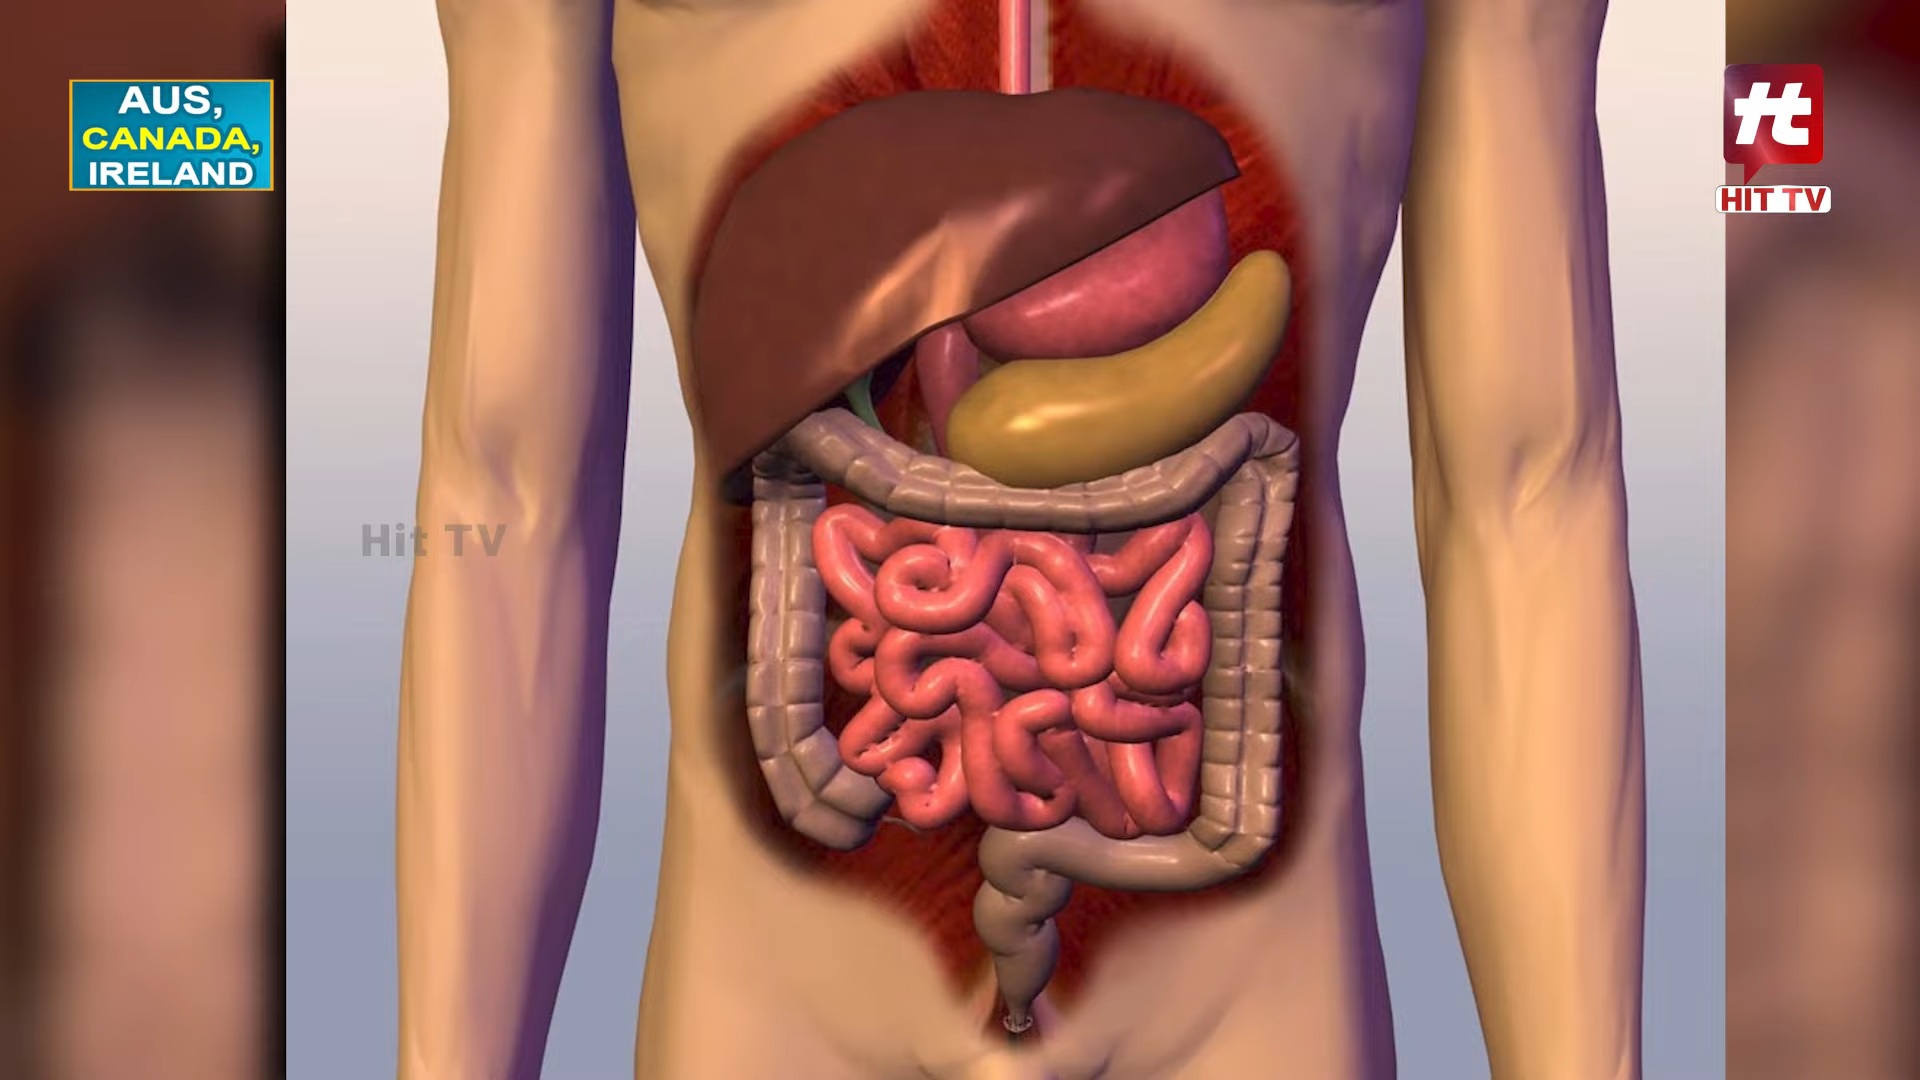 AUS,
CANADA,
IRELAND
HIT TV
Hit TV